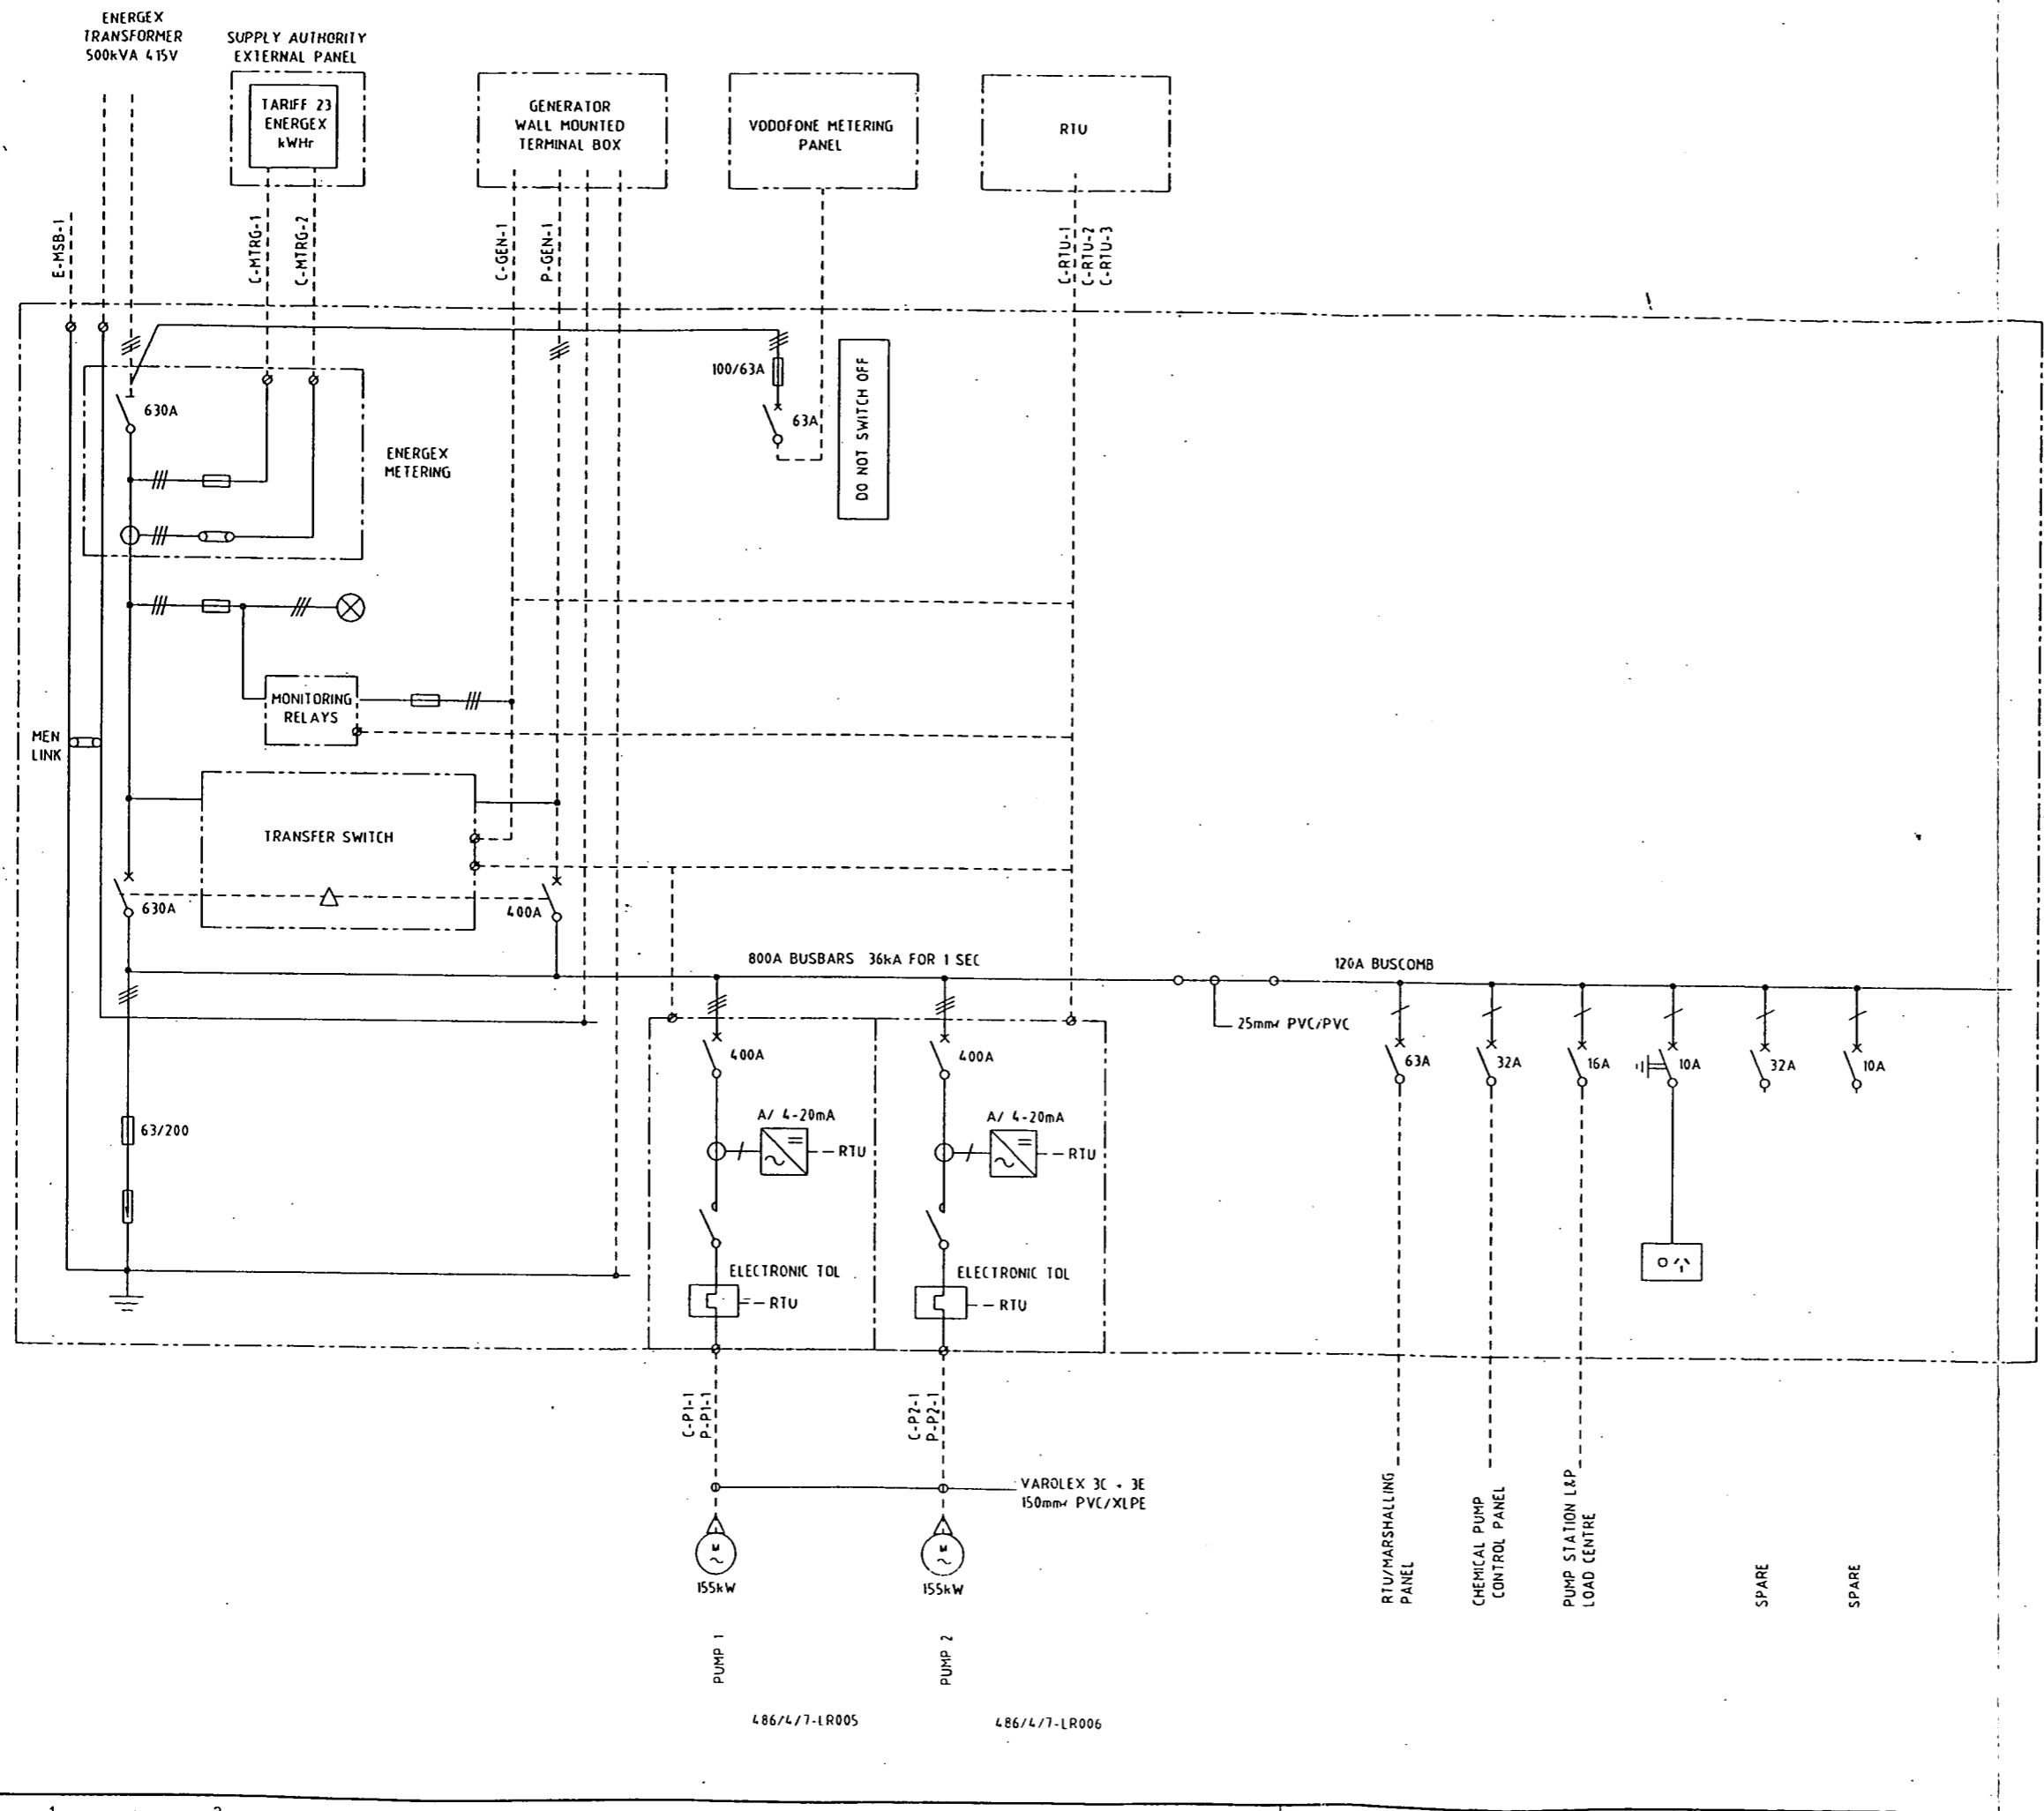 ENERGEX
TRANSFORMER
500kVA 415V
SUPPLY AUTHORITY
EXTERNAL PANEL
TARIFF 23
ENERGEX
kWHr
GENERATOR
WALL MOUNTED
TERMINAL BOX
VODOFONE METERING
PANEL
RTU
E-MSB-1
C-MTRG-1
C-MTRG-2
C-GEN-1
P-GEN-1
C-RTU-1
C-RTU-2
C-RTU-3
630A
ENERGEX
METERING
100/63A
63A
DO NOT SWITCH OFF
MONITORING
RELAYS
MEN
LINK
TRANSFER SWITCH
630A
400A
800A BUSBARS 36kA FOR 1 SEC
120A BUSCOMB
25mm² PVC/PVC
400A
400A
63A
32A
16A
10A
32A
10A
63/200
A/ 4-20mA
RTU
A/ 4-20mA
RTU
ELECTRONIC TOL
RTU
ELECTRONIC TOL
RTU
C-P1-1
P-P1-1
C-P2-1
P-P2-1
VAROLEX 3C + 3E
150mm² PVC/XLPE
M
~
155kW
M
~
155kW
PUMP 1
PUMP 2
RTU/MARSHALLING
PANEL
CHEMICAL PUMP
CONTROL PANEL
PUMP STATION L&P
LOAD CENTRE
SPARE
SPARE
486/4/7-LR005
486/4/7-LR006